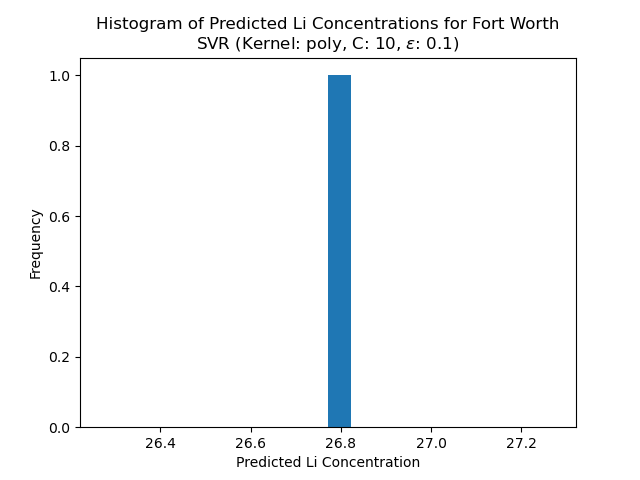 Histogram of Predicted Li Concentrations for Fort Worth
SVR (Kernel: poly, C: 10, ε: 0.1)
1.0
0.8
0.6
0.4
0.2
0.0
Frequency
26.4 26.6 26.8 27.0 27.2
Predicted Li Concentration